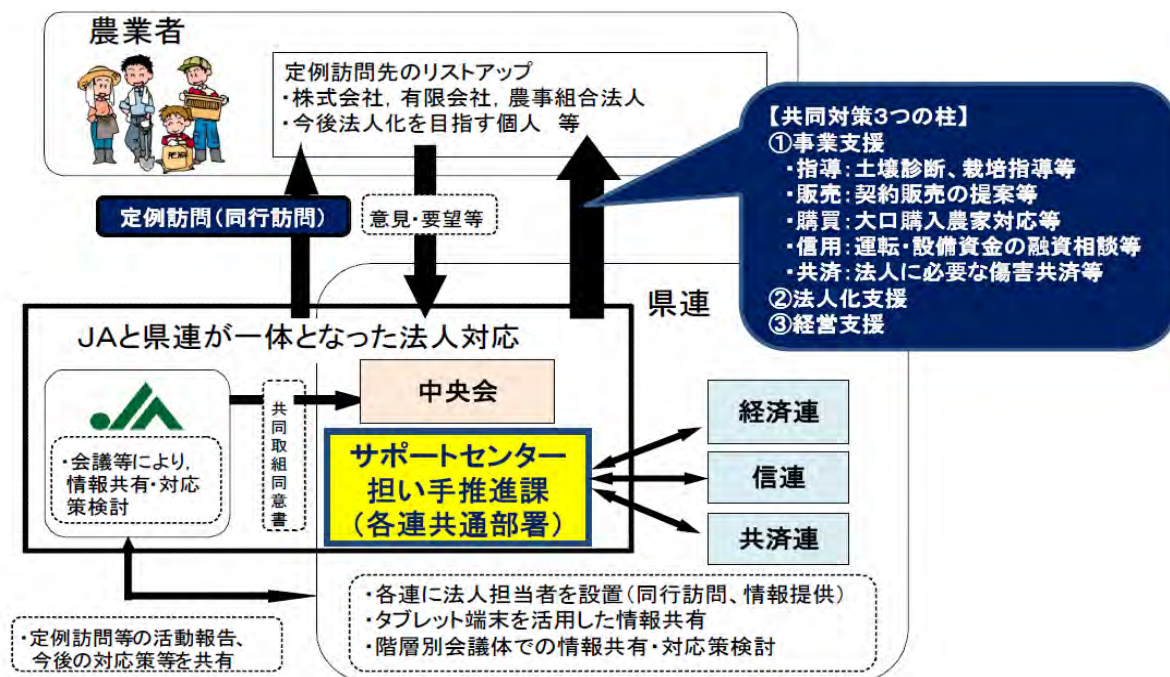 農業者
定例訪問先のリストアップ
・株式会社，有限会社，農事組合法人
・今後法人化を目指す個人 等
【共同対策3つの柱】
①事業支援
・指導：土壌診断、栽培指導等
・販売：契約販売の提案等
・購買：大口購入農家対応等
・信用：運転・設備資金の融資相談等
・共済：法人に必要な傷害共済等
②法人化支援
③経営支援
定例訪問（同行訪問）
意見・要望等
県連
JAと県連が一体となった法人対応
JA
・会議等により，
情報共有・対応
策検討
共同取組同意書
中央会
サポートセンター
担い手推進課
（各連共通部署）
経済連
信連
共済連
・各連に法人担当者を設置（同行訪問、情報提供）
・タブレット端末を活用した情報共有
・階層別会議体での情報共有・対応策検討
・定例訪問等の活動報告、
今後の対応策等を共有